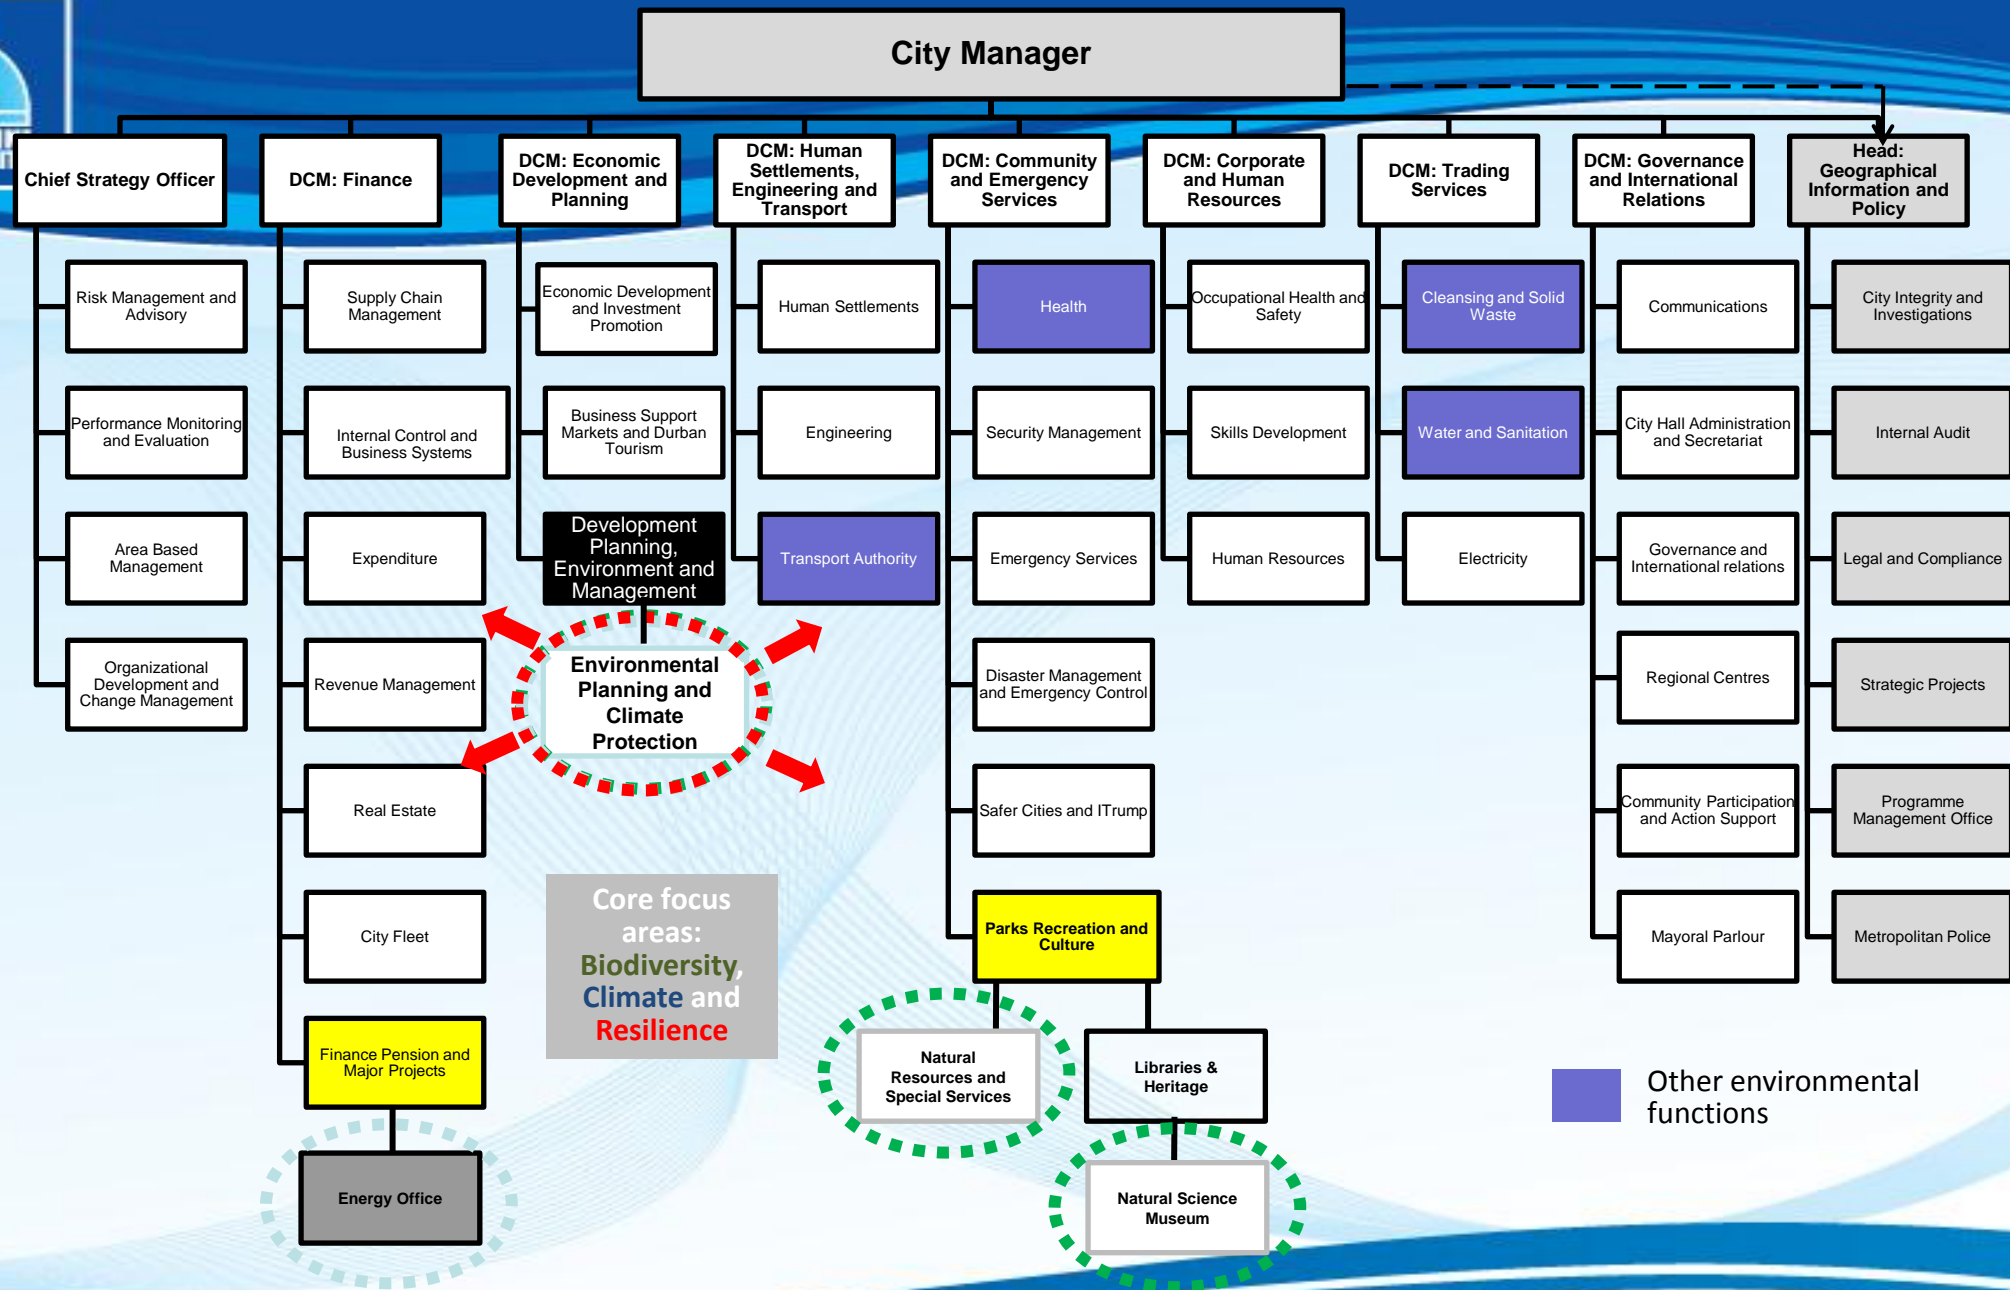 City Manager
Chief Strategy Officer
DCM: Finance
DCM: Economic
Development and
Planning
DCM: Human
Settlements,
Engineering and
Transport
DCM: Community
and Emergency
Services
DCM: Corporate
and Human
Resources
DCM: Trading
Services
DCM: Governance
and International
Relations
Head:
Geographical
Information and
Policy
Risk Management and
Advisory
Supply Chain
Management
Economic Development
and Investment
Promotion
Human Settlements
Health
Occupational Health and
Safety
Cleansing and Solid
Waste
Communications
City Integrity and
Investigations
Performance Monitoring
and Evaluation
Internal Control and
Business Systems
Business Support
Markets and Durban
Tourism
Engineering
Security Management
Skills Development
Water and Sanitation
City Hall Administration
and Secretariat
Internal Audit
Area Based
Management
Expenditure
Development
Planning,
Environment and
Management
Transport Authority
Emergency Services
Human Resources
Electricity
Governance and
International relations
Legal and Compliance
Organizational
Development and
Change Management
Revenue Management
Environmental
Planning and
Climate
Protection
Disaster Management
and Emergency Control
Regional Centres
Strategic Projects
Real Estate
Safer Cities and ITrump
Community Participation
and Action Support
Programme
Management Office
City Fleet
Core focus
areas:
Biodiversity,
Climate and
Resilience
Parks Recreation and
Culture
Mayoral Parlour
Metropolitan Police
Finance Pension and
Major Projects
Natural
Resources and
Special Services
Libraries &
Heritage
Other environmental
functions
Energy Office
Natural Science
Museum